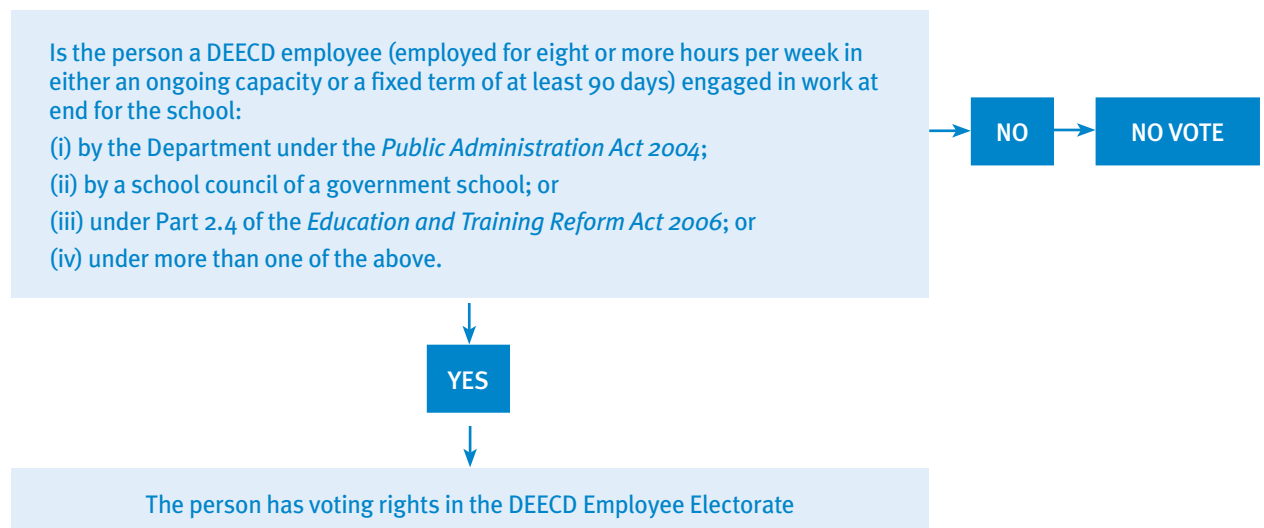 Is the person a DEECD employee (employed for eight or more hours per week in
either an ongoing capacity or a fixed term of at least 90 days) engaged in work at
end for the school:
(i) by the Department under the Public Administration Act 2004;
(ii) by a school council of a government school; or
(iii) under Part 2.4 of the Education and Training Reform Act 2006; or
(iv) under more than one of the above.
NO
NO VOTE
YES
The person has voting rights in the DEECD Employee Electorate